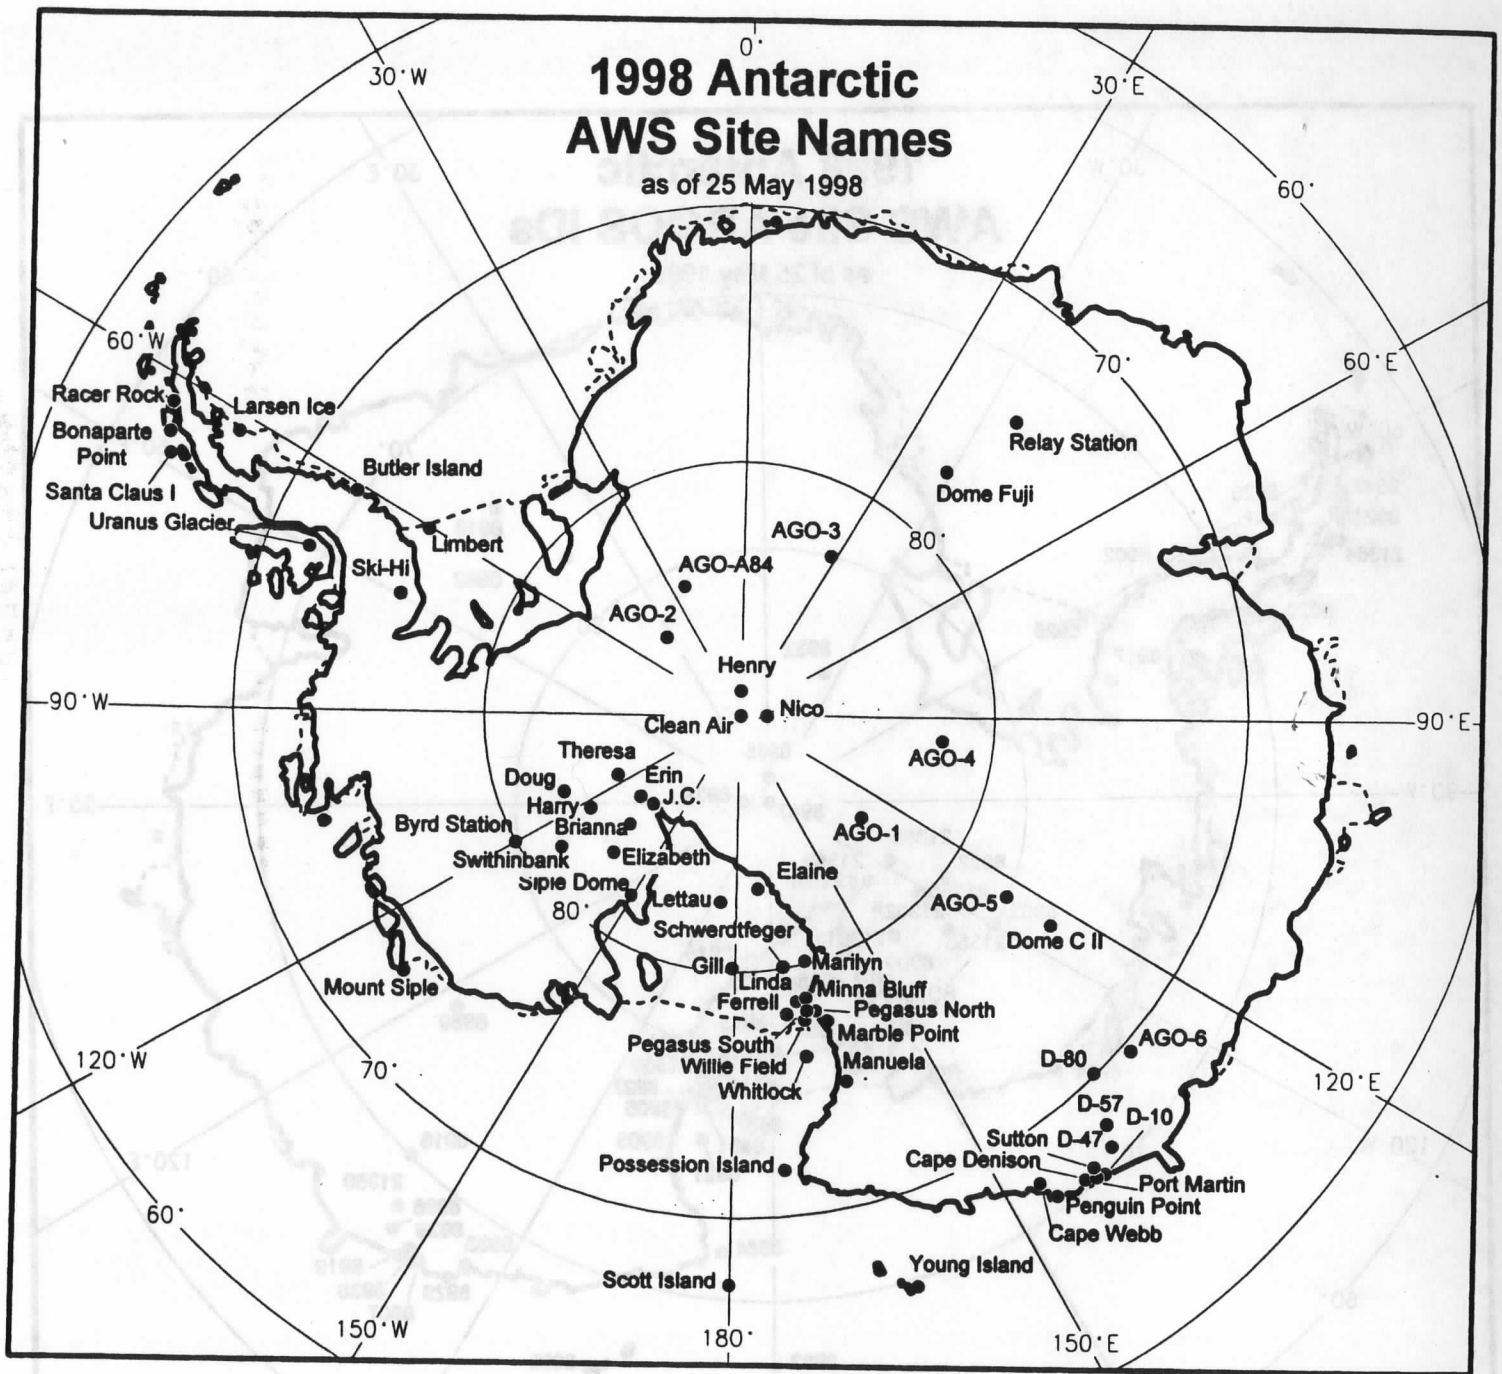 0°
30°W
1998 Antarctic
30°E
AWS Site Names
as of 25 May 1998
60°
60°W
70°
60°E
Racer Rock
Larsen Ice
Bonaparte
Point
Relay Station
Butler Island
Santa Claus I
Dome Fuji
Uranus Glacier
Limbert
AGO-3
80°
Ski-Hi
AGO-A84
AGO-2
Henry
90°W
Clean Air
Nico
90°E
Theresa
AGO-4
Doug
Erin
Harry
J.C.
Byrd Station
Brianna
AGO-1
Swithinbank
Elizabeth
Siple Dome
Elaine
80°
Lettau
AGO-5
Schwerdtfeger
Dome C II
Gill
Marilyn
Mount Siple
Linda
Minna Bluff
Ferrell
Pegasus North
Marble Point
Pegasus South
AGO-6
120°W
Willie Field
Manuela
D-80
70°
Whitlock
120°E
D-57
D-10
Sutton
D-47
Possession Island
Cape Denison
Port Martin
60°
Penguin Point
Cape Webb
Scott Island
Young Island
150°W
180°
150°E